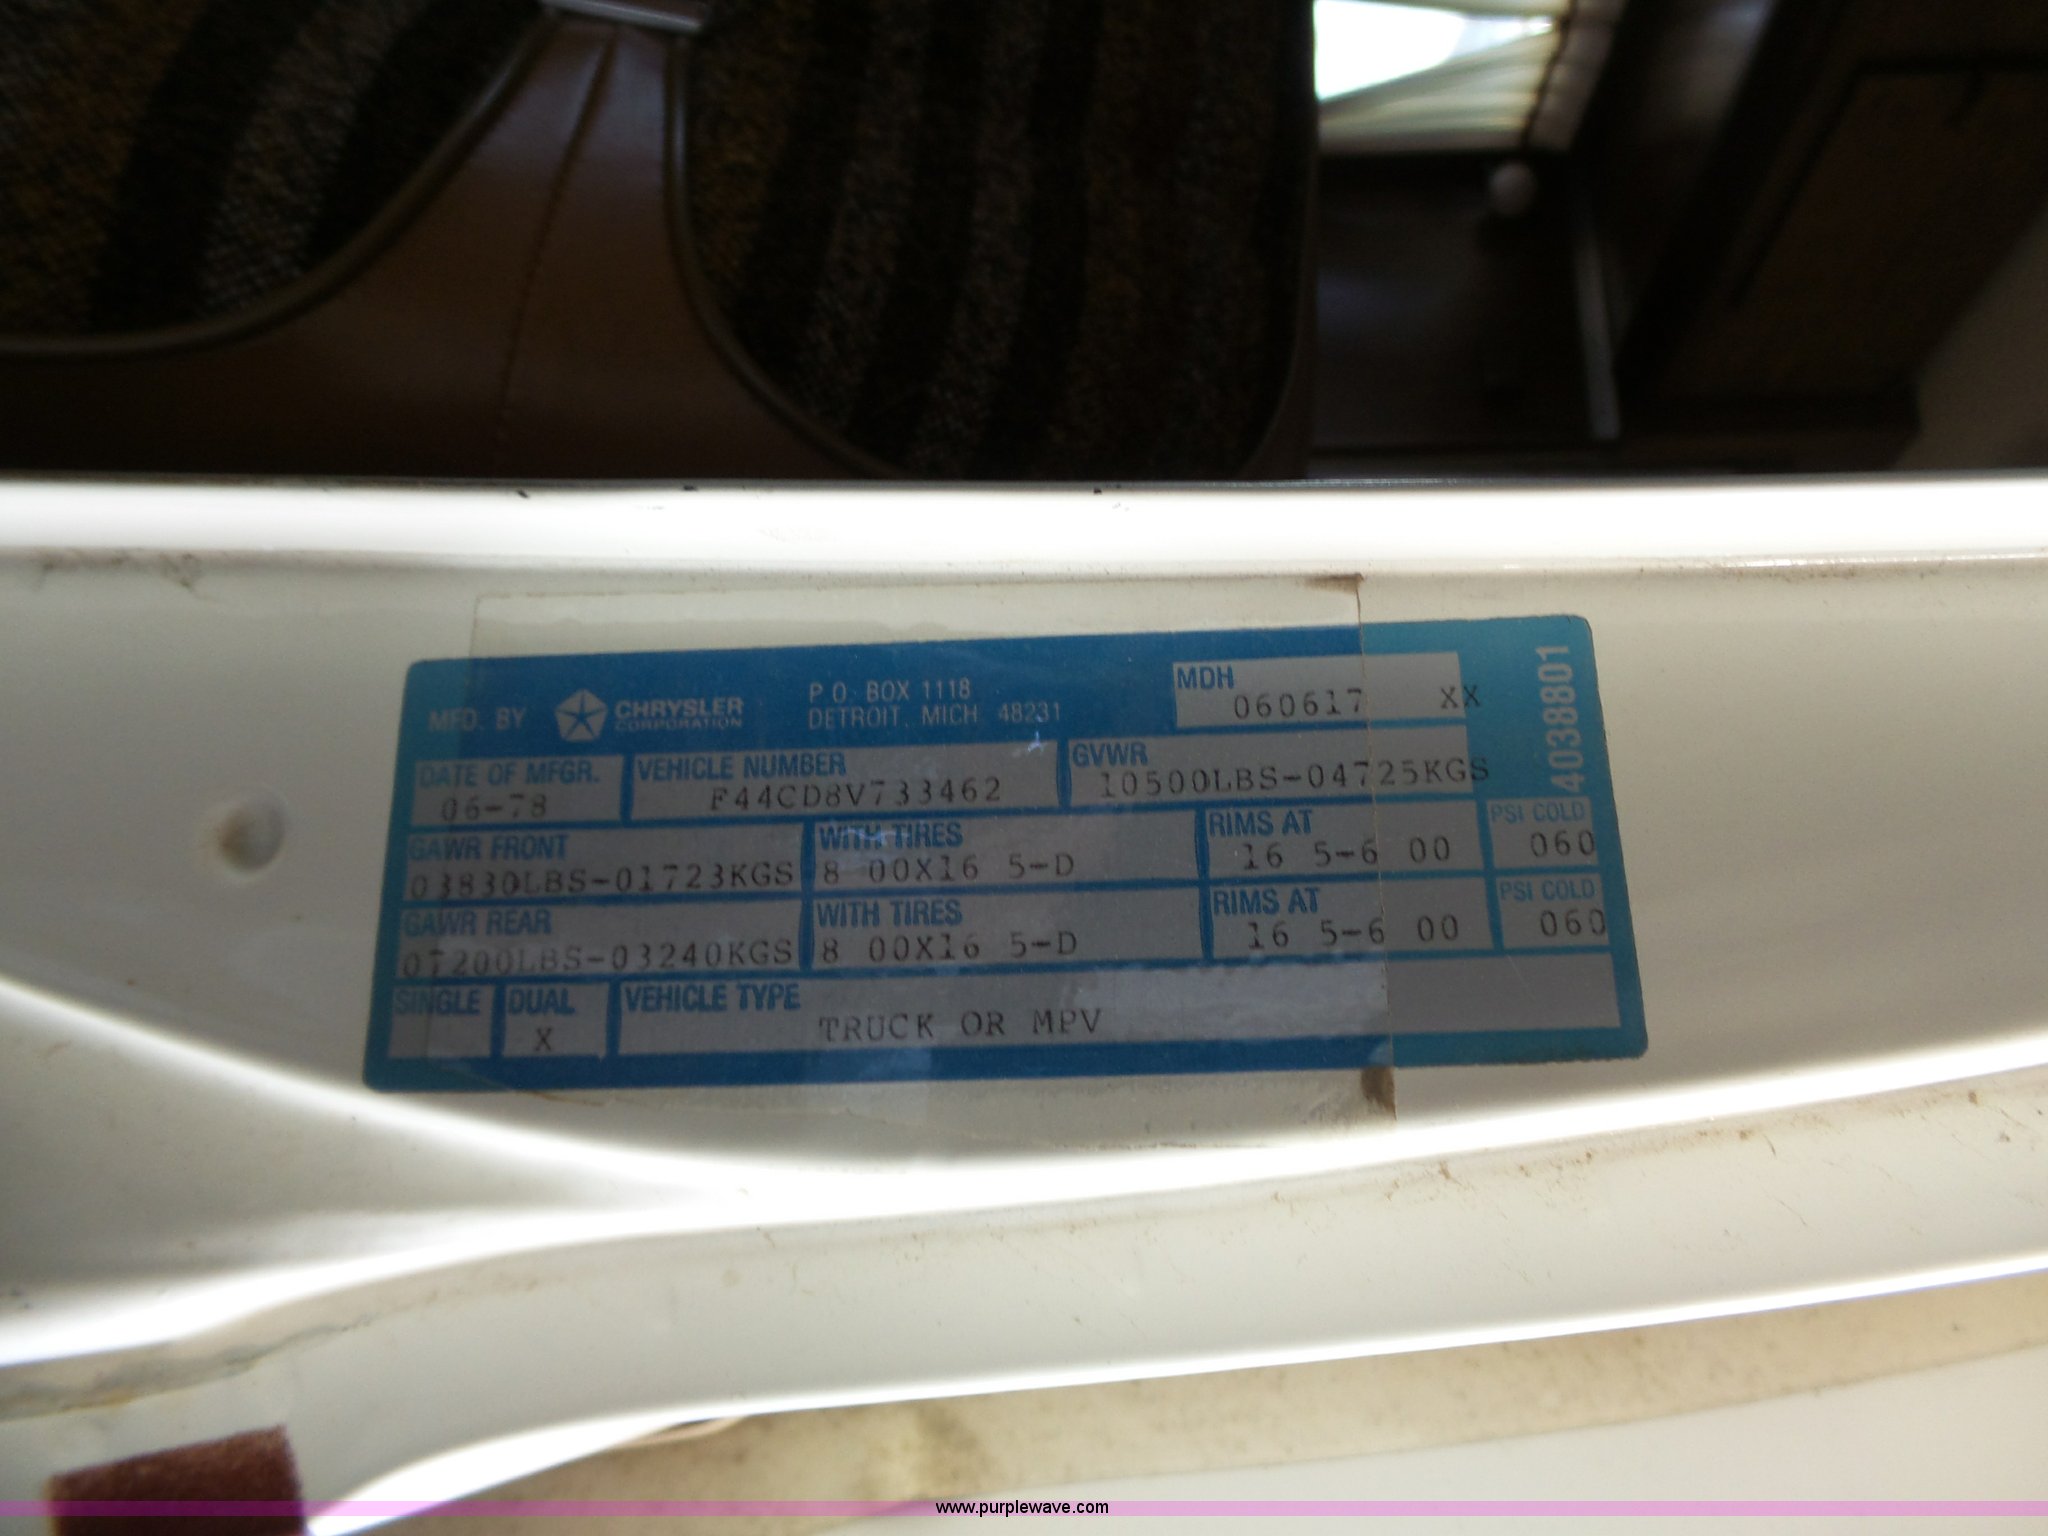 MFD. BY CHRYSLER CORPORATION
P O BOX 1118
DETROIT, MICH 48231
MDH
060617 XX
40388801
DATE OF MFGR.
06-78
VEHICLE NUMBER
F44CD8V733462
GVWR
10500LBS-04725KGS
GAWR FRONT
03830LBS-01723KGS
WITH TIRES
8 00X16 5-D
RIMS AT
16 5-6 00
PSI COLD
060
GAWR REAR
07200LBS-03240KGS
WITH TIRES
8 00X16 5-D
RIMS AT
16 5-6 00
PSI COLD
060
SINGLE
DUAL
X
VEHICLE TYPE
TRUCK OR MPV
www.purplewave.com